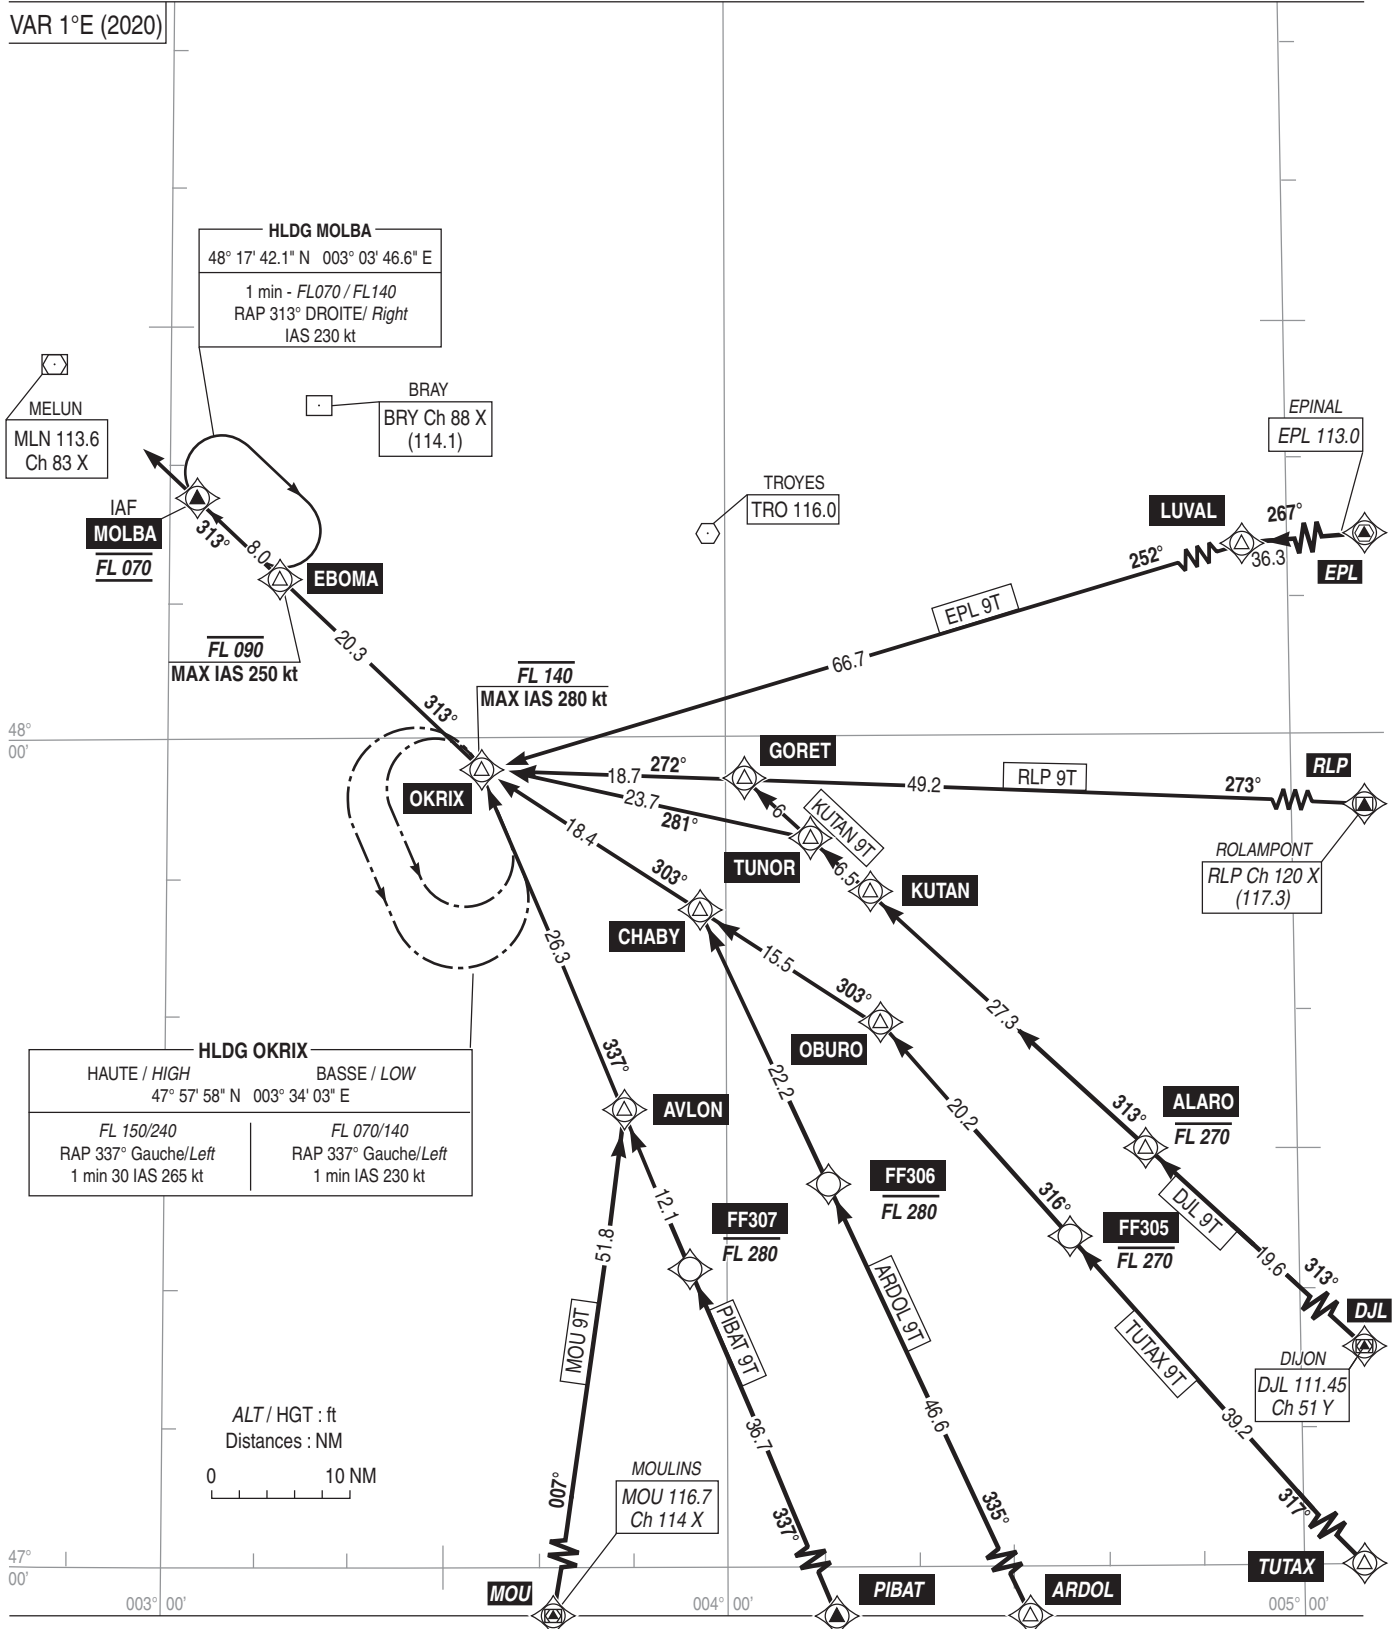 VAR 1°E (2020)
HLDG MOLBA
48° 17' 42.1" N 003° 03' 46.6" E
1 min - FL070 / FL140
RAP 313° DROITE/ Right
IAS 230 kt
MELUN
MLN 113.6
Ch 83 X
BRAY
BRY Ch 88 X
(114.1)
EPINAL
EPL 113.0
TROYES
TRO 116.0
IAF
MOLBA
FL 070
313°
8.0
EBOMA
LUVAL
267°
36.3
EPL
252°
EPL 9T
66.7
FL 090
MAX IAS 250 kt
20.3
FL 140
MAX IAS 280 kt
313°
48°
00'
OKRIX
GORET
272°
18.7
49.2
RLP 9T
273°
RLP
23.7
281°
6
KUTAN 9T
TUNOR
6.5
KUTAN
ROLAMPONT
RLP Ch 120 X
(117.3)
18.4
303°
CHABY
26.3
15.5
303°
OBURO
27.3
HLDG OKRIX
HAUTE / HIGH BASSE / LOW
47° 57' 58" N 003° 34' 03" E
FL 150/240
RAP 337° Gauche/Left
1 min 30 IAS 265 kt
FL 070/140
RAP 337° Gauche/Left
1 min IAS 230 kt
337°
AVLON
22.2
20.2
313°
ALARO
FL 270
FF306
FL 280
316°
FF305
FL 270
DJL 9T
19.6
313°
DJL
DIJON
DJL 111.45
Ch 51 Y
12.1
FF307
FL 280
51.8
MOU 9T
PIBAT 9T
ARDOL 9T
TUTAX 9T
36.7
46.6
39.2
ALT / HGT : ft
Distances : NM
0 10 NM
MOULINS
MOU 116.7
Ch 114 X
007°
337°
335°
317°
47°
00'
MOU
PIBAT
ARDOL
TUTAX
003° 00'
004° 00'
005° 00'